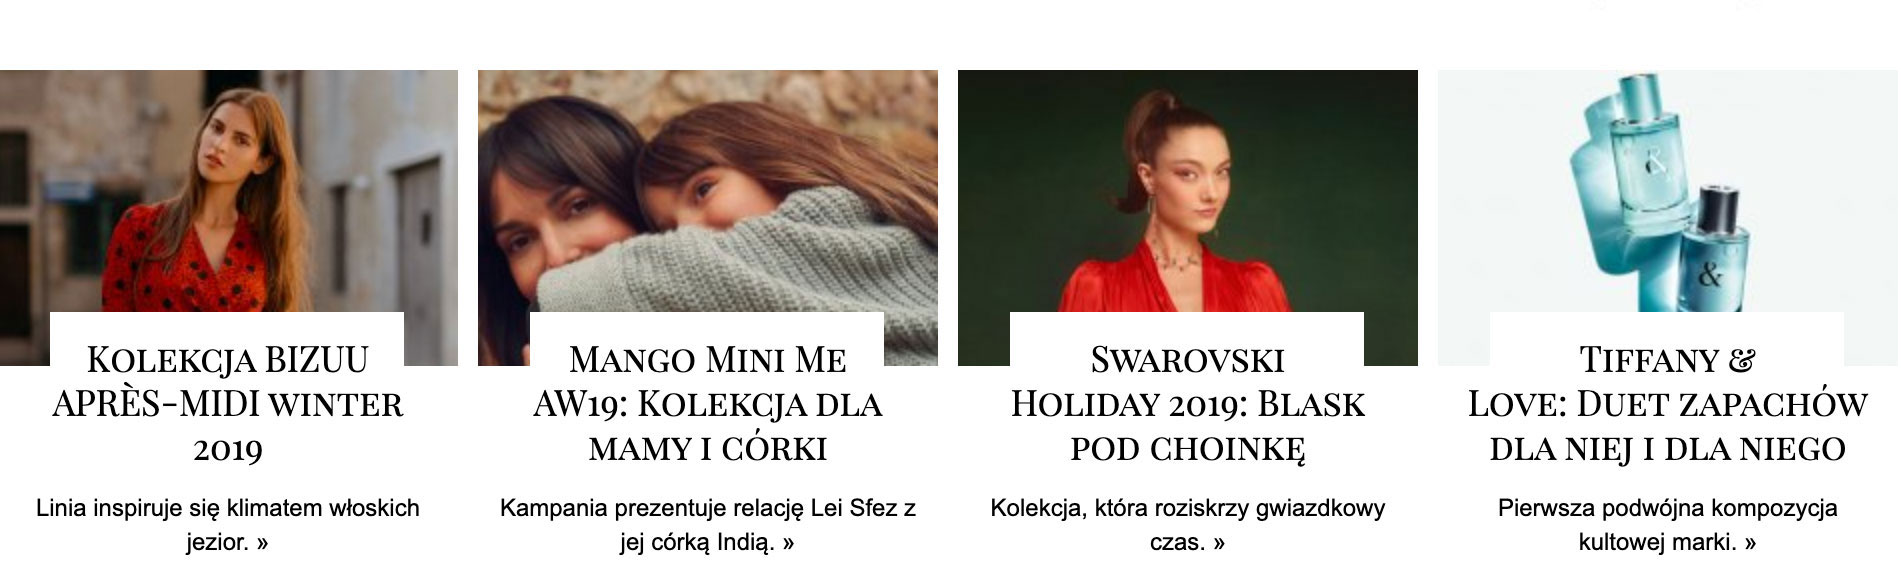 &
&
Kolekcja BIZUU
après-midi winter
2019
Linia inspiruje się klimatem włoskich
jezior. »
Mango Mini Me
AW19: Kolekcja dla
mamy i córki
Kampania prezentuje relację Lei Sfez z
jej córką Indią. »
Swarovski
Holiday 2019: Blask
pod choinkę
Kolekcja, która roziskrzy gwiazdkowy
czas. »
Tiffany &
Love: Duet zapachów
dla niej i dla niego
Pierwsza podwójna kompozycja
kultowej marki. »